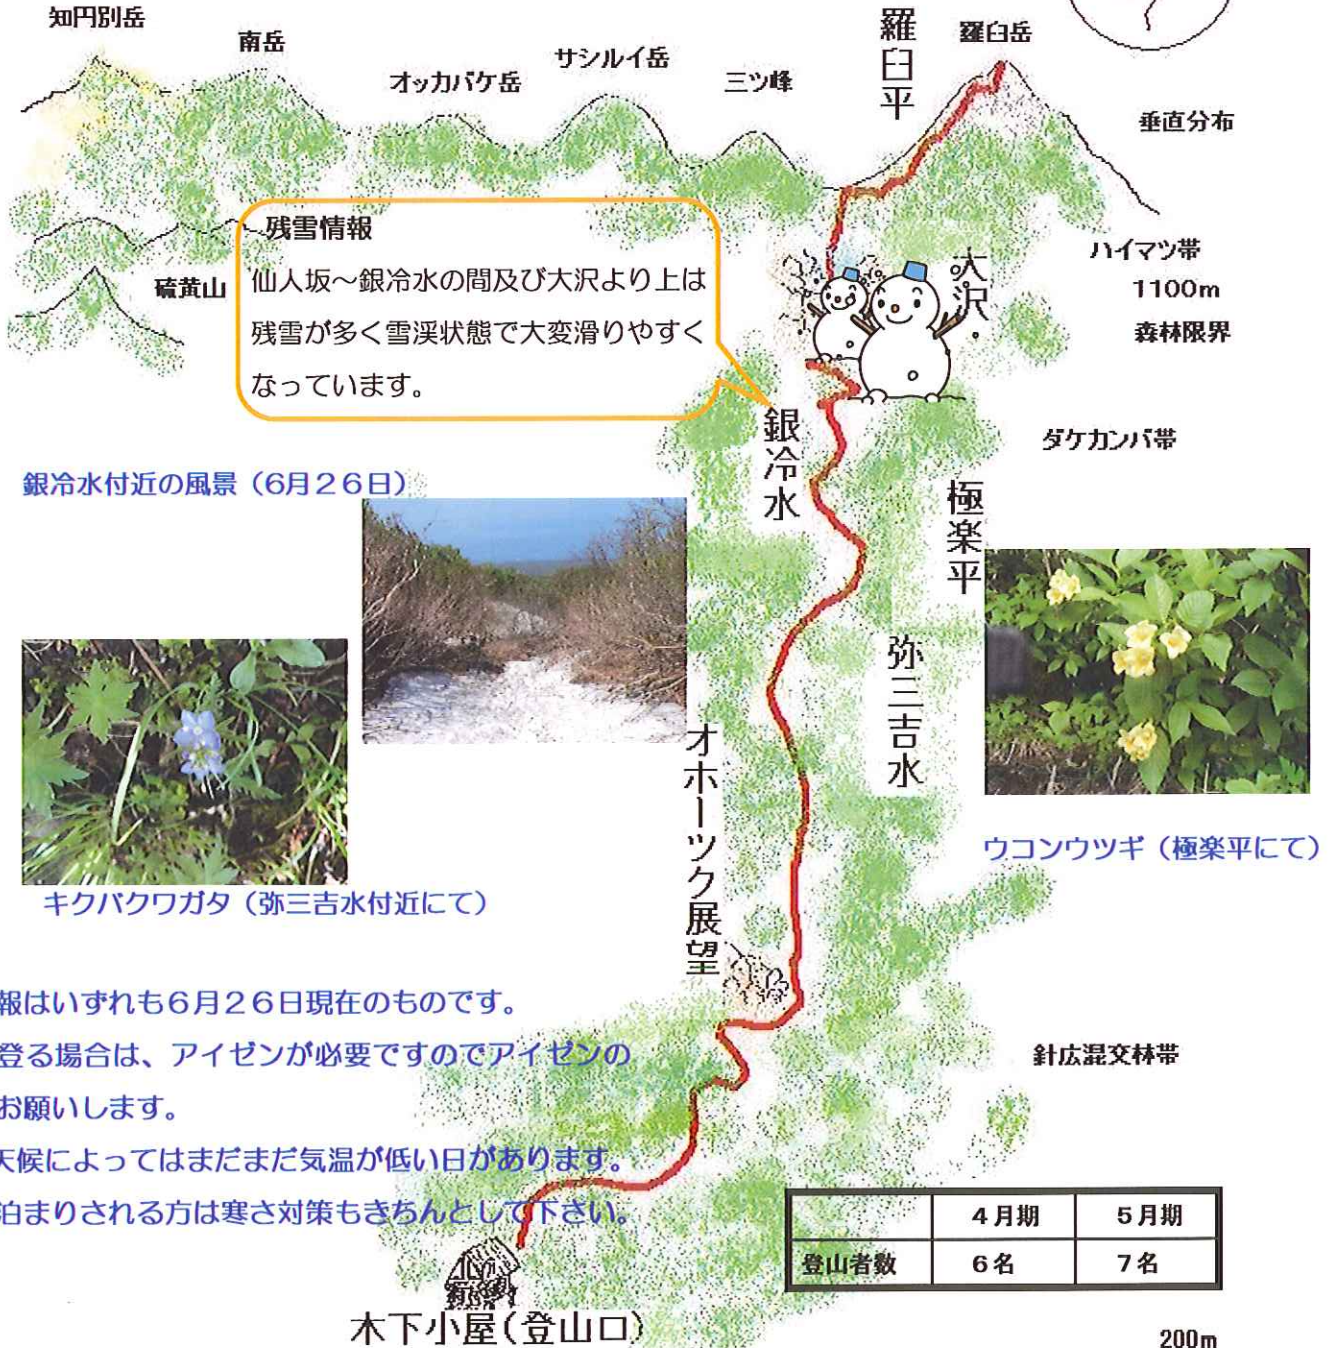 知円別岳
南岳
オッカバケ岳
サシルイ岳
三ツ峰
羅臼平
羅臼岳
垂直分布
硫黄山
残雪情報
仙人坂～銀冷水の間及び大沢より上は
残雪が多く雪渓状態で大変滑りやすく
なっています。
大沢
ハイマツ帯
1100m
森林限界
ダケカンバ帯
銀冷水
極楽平
銀冷水付近の風景（6月２６日）
弥三吉水
ウコンウツギ（極楽平にて）
キクバクワガタ（弥三吉水付近にて）
オホーツク展望
報はいずれも６月２６日現在のものです。
登る場合は、アイゼンが必要ですのでアイゼンの
お願いします。
天候によってはまだまだ気温が低い日があります。
泊まりされる方は寒さ対策もきちんとして下さい。
針広混交林帯
４月期 ５月期
登山者数 ６名 ７名
木下小屋(登山口)
200m